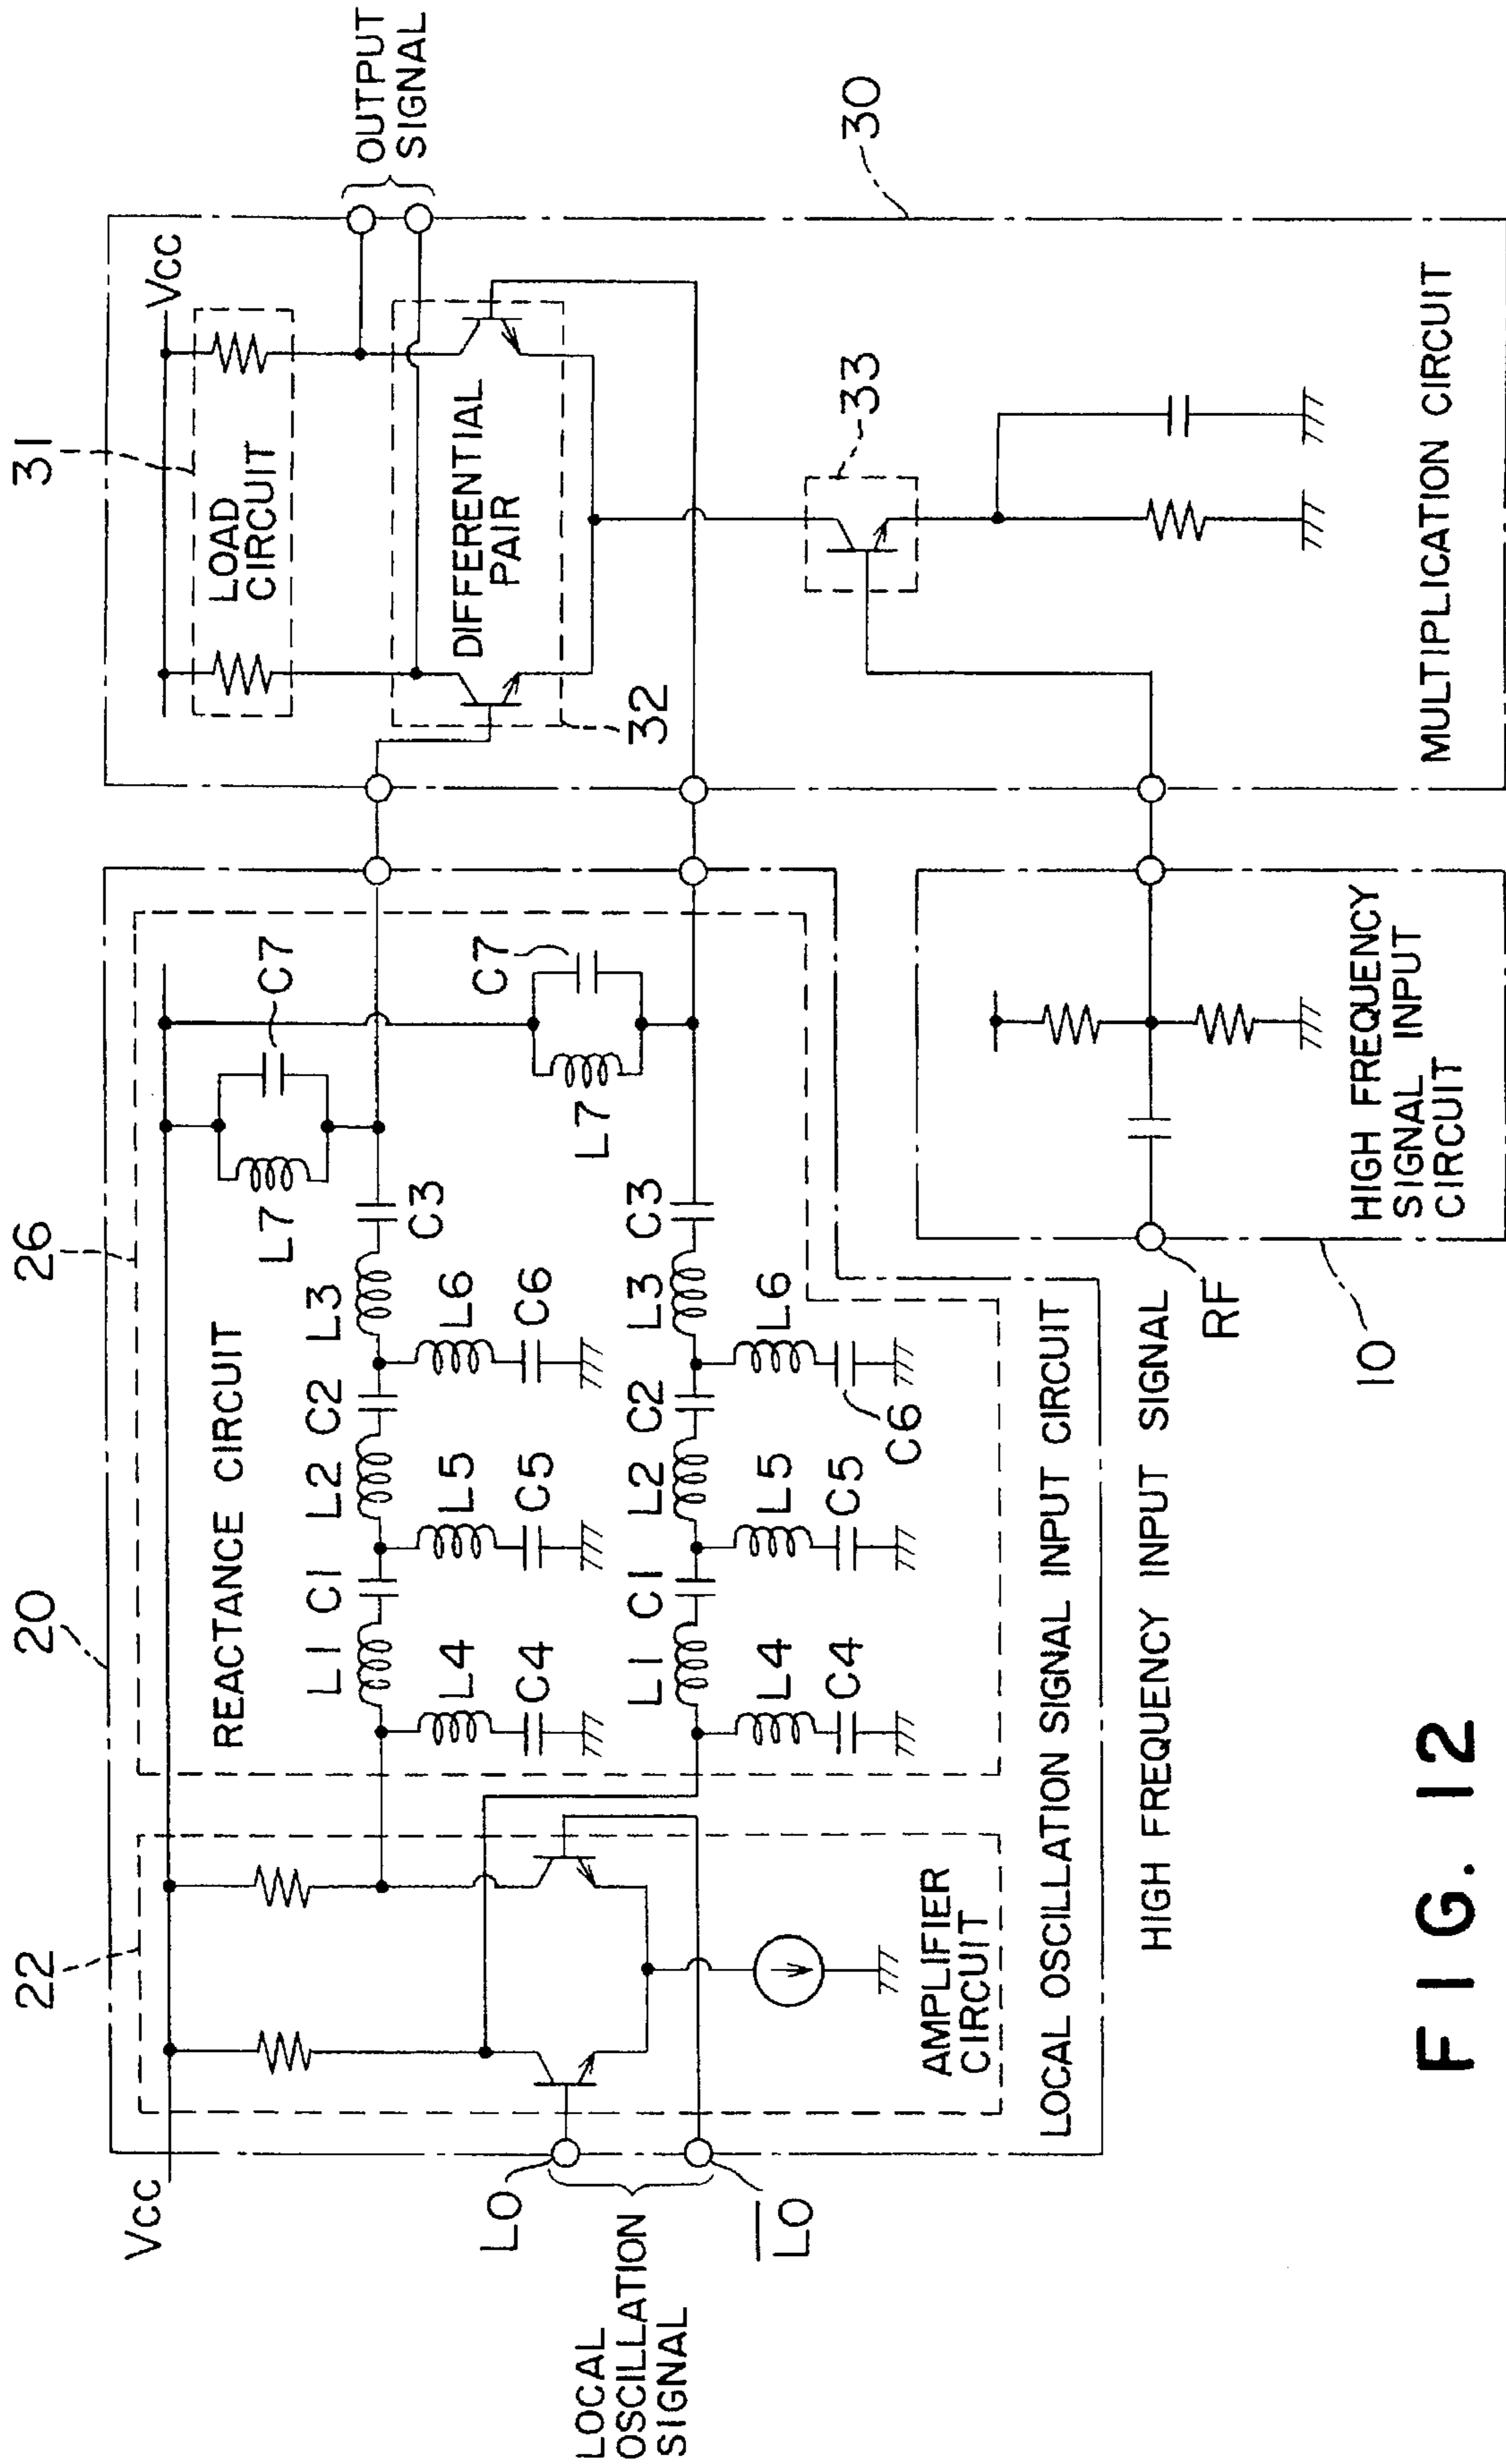 20
26
31
22
VCC
REACTANCE CIRCUIT
L7
C7
LOAD
CIRCUIT
VCC
OUTPUT
SIGNAL
L1 C1
L2 C2
L3
C3
L4
C4
L5
C5
L6
C6
L7
C7
DIFFERENTIAL
PAIR
32
LO
LOCAL
OSCILLATION
SIGNAL
LO
L1 C1
L2 C2
L3 C3
L4
C4
L5
C5
L6
C6
33
30
AMPLIFIER
CIRCUIT
LOCAL OSCILLATION SIGNAL INPUT CIRCUIT
HIGH FREQUENCY INPUT SIGNAL
RF
10
HIGH FREQUENCY
SIGNAL INPUT
CIRCUIT
MULTIPLICATION CIRCUIT
FIG. 12